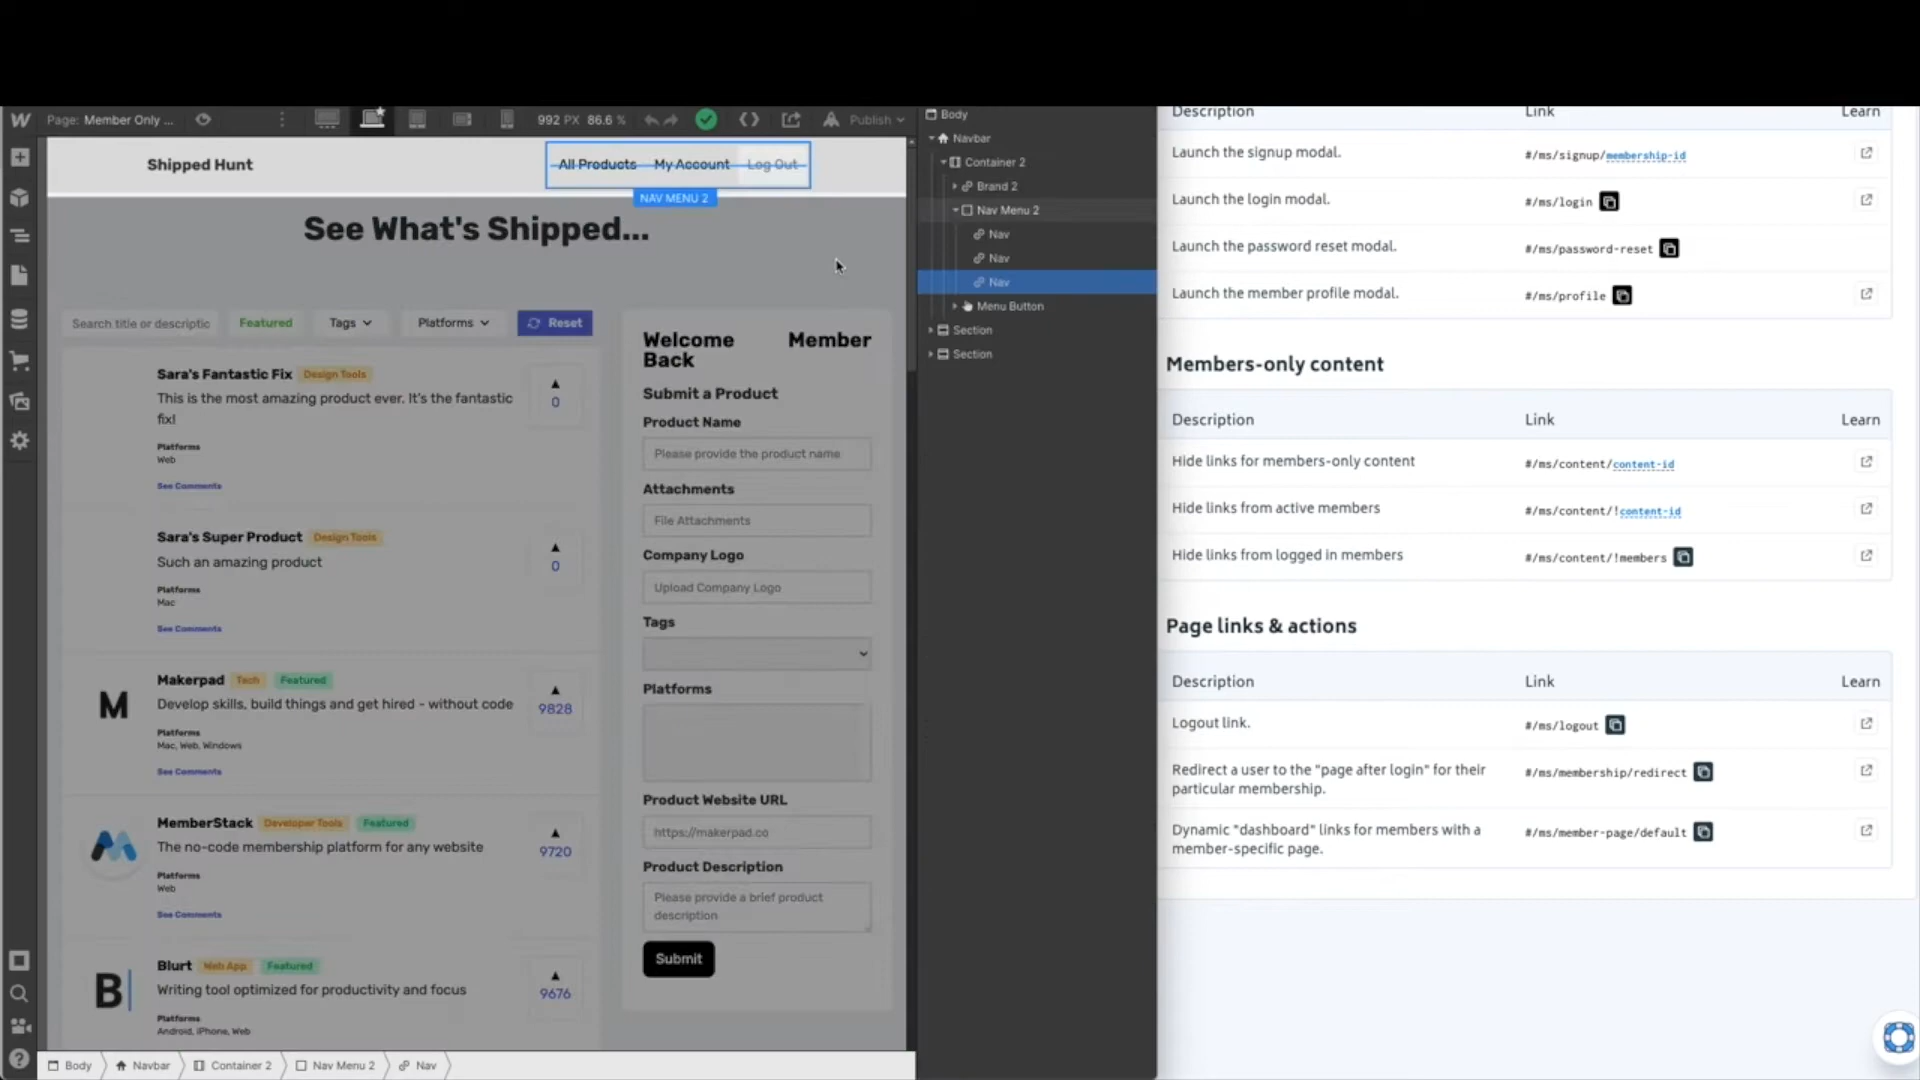 Page: Member Only ...
992 PX 86.6 %
Publish
Shipped Hunt
All Products
My Account
Log Out
NAV MENU 2
See What's Shipped...
Search title or descriptic
Featured
Tags
Platforms
Reset
Sara's Fantastic Fix
Design Tools
This is the most amazing product ever. It's the fantastic
fix!
Platforms
Web
See Comments
0
Sara's Super Product
Design Tools
Such an amazing product
Platforms
Mac
See Comments
0
M
Makerpad
Tech
Featured
Develop skills, build things and get hired - without code
Platforms
Mac, Web, Windows
See Comments
9828
MemberStack
Developer Tools
Featured
The no-code membership platform for any website
Platforms
Web
See Comments
9720
B
Blurt
Web App
Featured
Writing tool optimized for productivity and focus
Platforms
Android, iPhone, Web
9676
Welcome Member
Back
Submit a Product
Product Name
Please provide the product name
Attachments
File Attachments
Company Logo
Upload Company Logo
Tags
Platforms
Product Website URL
https://makerpad.co
Product Description
Please provide a brief product
description
Submit
Body
Navbar
Container 2
Nav Menu 2
Nav
Body
Navbar
Container 2
Brand 2
Nav Menu 2
Nav
Nav
Nav
Menu Button
Section
Section
Description Link Learn
Launch the signup modal. #/ms/signup/membership-id
Launch the login modal. #/ms/login
Launch the password reset modal. #/ms/password-reset
Launch the member profile modal. #/ms/profile
Members-only content
Description Link Learn
Hide links for members-only content #/ms/content/content-id
Hide links from active members #/ms/content/!content-id
Hide links from logged in members #/ms/content/!members
Page links & actions
Description Link Learn
Logout link. #/ms/logout
Redirect a user to the "page after login" for their #/ms/membership/redirect
particular membership.
Dynamic "dashboard" links for members with a #/ms/member-page/default
member-specific page.